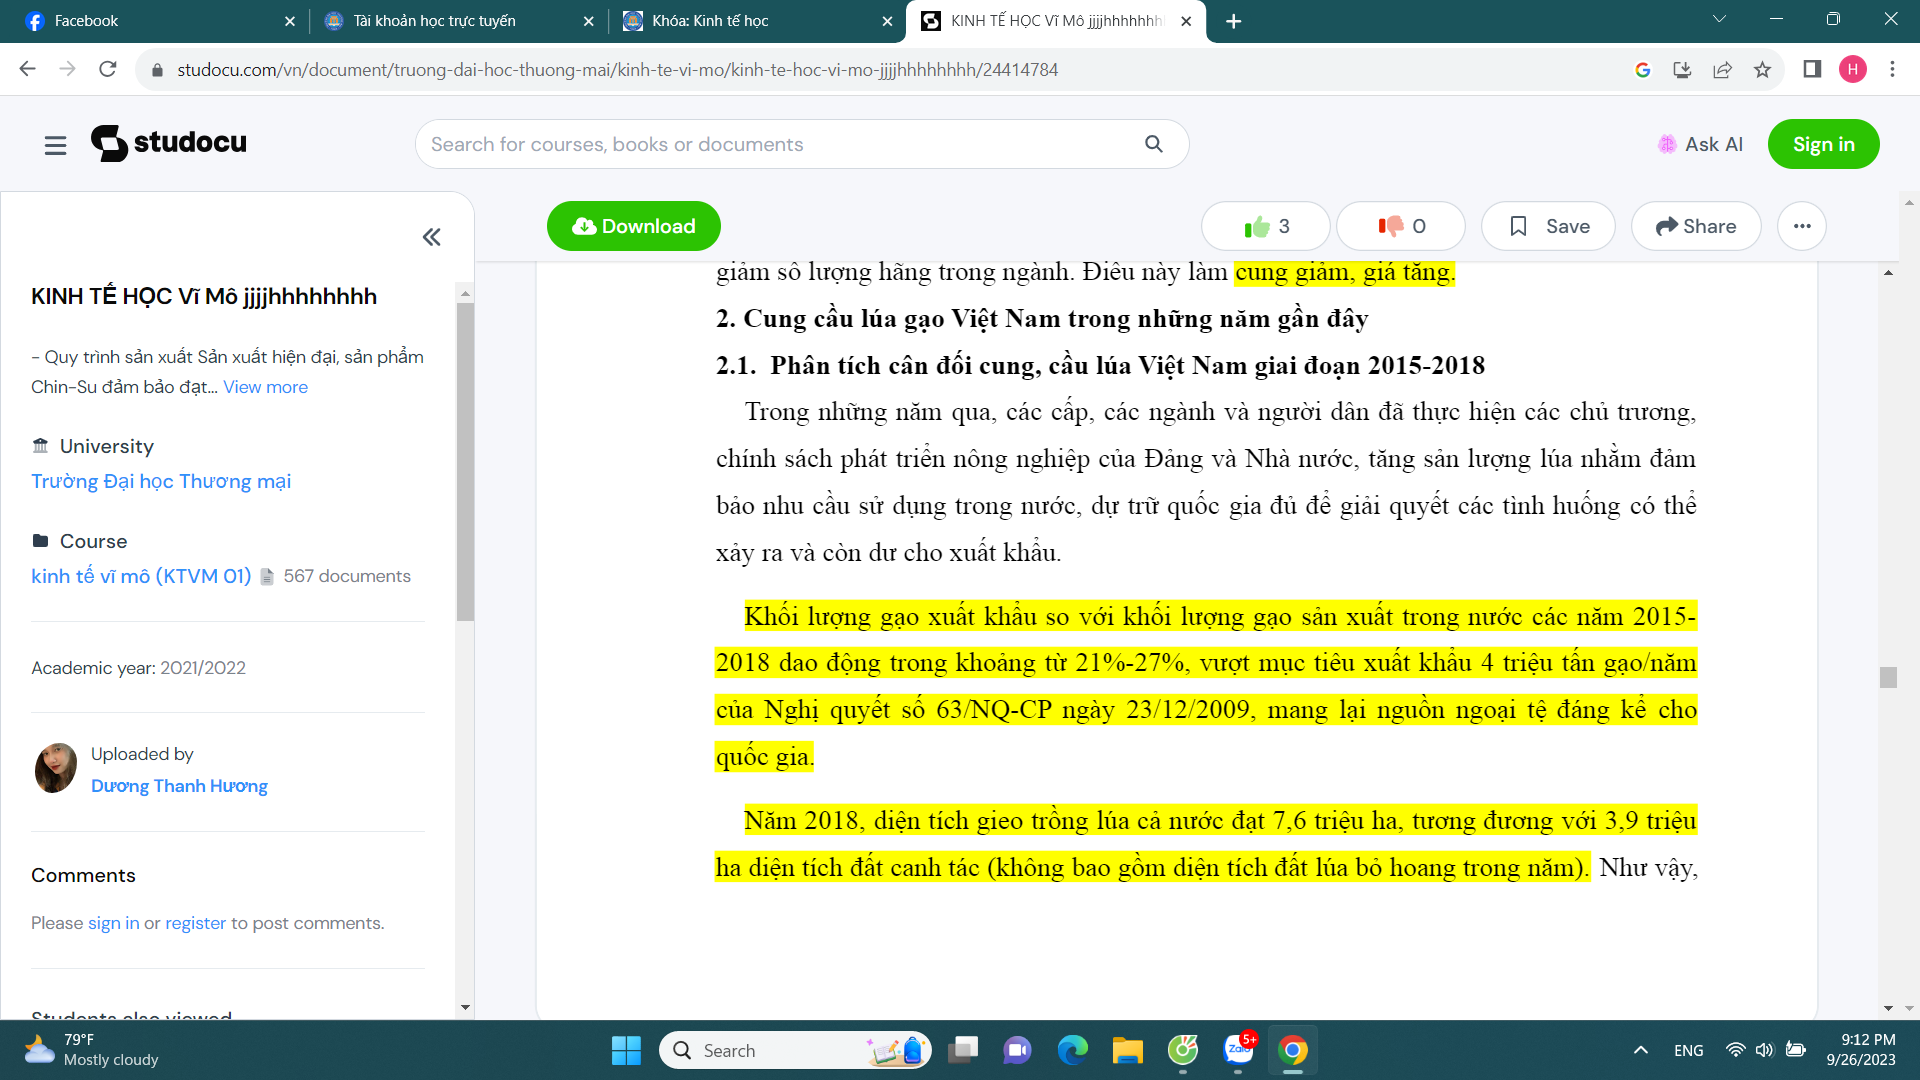 Facebook
Tài khoản học trực tuyến
Khóa: Kinh tế học
KINH TẾ HỌC Vĩ Mô jjjjhhhhhhhh
studocu.com/vn/document/truong-dai-hoc-thuong-mai/kinh-te-vi-mo/kinh-te-hoc-vi-mo-jjjjhhhhhhhh/24414784
H
studocu
Search for courses, books or documents
Ask AI
Sign in
Download
3
0
Save
Share
KINH TẾ HỌC Vĩ Mô jjjjhhhhhhhh
- Quy trình sản xuất Sản xuất hiện đại, sản phẩm
Chin-Su đảm bảo đạt... View more
University
Trường Đại học Thương mại
Course
kinh tế vĩ mô (KTVM 01) 567 documents
Academic year: 2021/2022
Uploaded by
Dương Thanh Hương
Comments
Please sign in or register to post comments.
Students also viewed
giảm số lượng hãng trong ngành. Điều này làm cung giảm, giá tăng.
2. Cung cầu lúa gạo Việt Nam trong những năm gần đây
2.1. Phân tích cân đối cung, cầu lúa Việt Nam giai đoạn 2015-2018
Trong những năm qua, các cấp, các ngành và người dân đã thực hiện các chủ trương,
chính sách phát triển nông nghiệp của Đảng và Nhà nước, tăng sản lượng lúa nhằm đảm
bảo nhu cầu sử dụng trong nước, dự trữ quốc gia đủ để giải quyết các tình huống có thể
xảy ra và còn dư cho xuất khẩu.
Khối lượng gạo xuất khẩu so với khối lượng gạo sản xuất trong nước các năm 2015-
2018 dao động trong khoảng từ 21%-27%, vượt mục tiêu xuất khẩu 4 triệu tấn gạo/năm
của Nghị quyết số 63/NQ-CP ngày 23/12/2009, mang lại nguồn ngoại tệ đáng kể cho
quốc gia.
Năm 2018, diện tích gieo trồng lúa cả nước đạt 7,6 triệu ha, tương đương với 3,9 triệu
ha diện tích đất canh tác (không bao gồm diện tích đất lúa bỏ hoang trong năm). Như vậy,
79°F
Mostly cloudy
Search
Zalo
5+
ENG
9:12 PM
9/26/2023